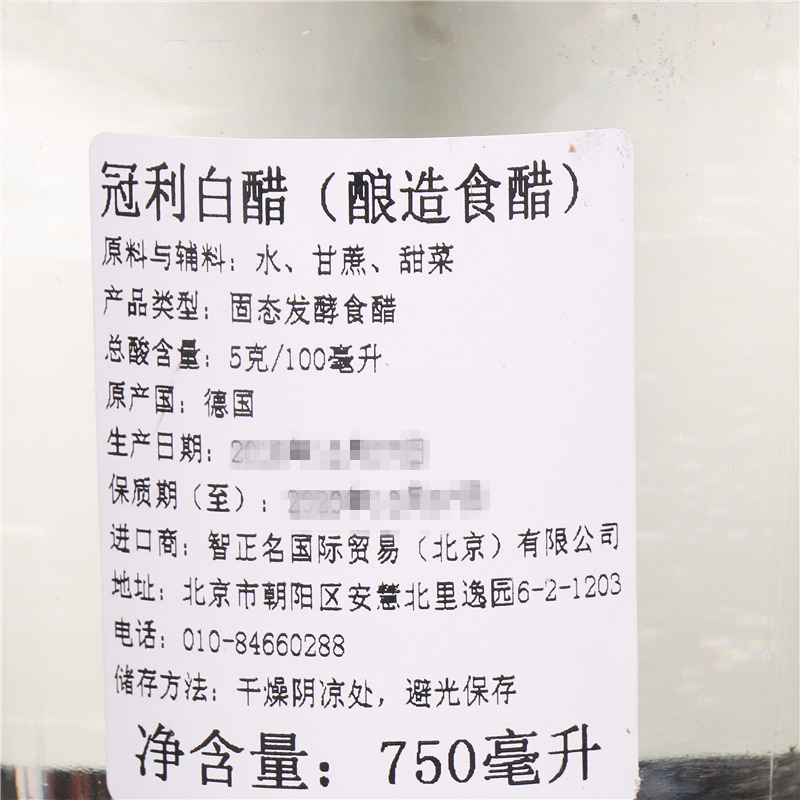 冠利白醋（酿造食醋）
原料与辅料：水、甘蔗、甜菜
产品类型：固态发酵食醋
总酸含量：5克/100毫升
原产国：德国
生产日期：
保质期（至）：
进口商：智正名国际贸易（北京）有限公司
地址：北京市朝阳区安慧北里逸园6-2-1203
电话：010-84660288
储存方法：干燥阴凉处，避光保存
净含量：750毫升